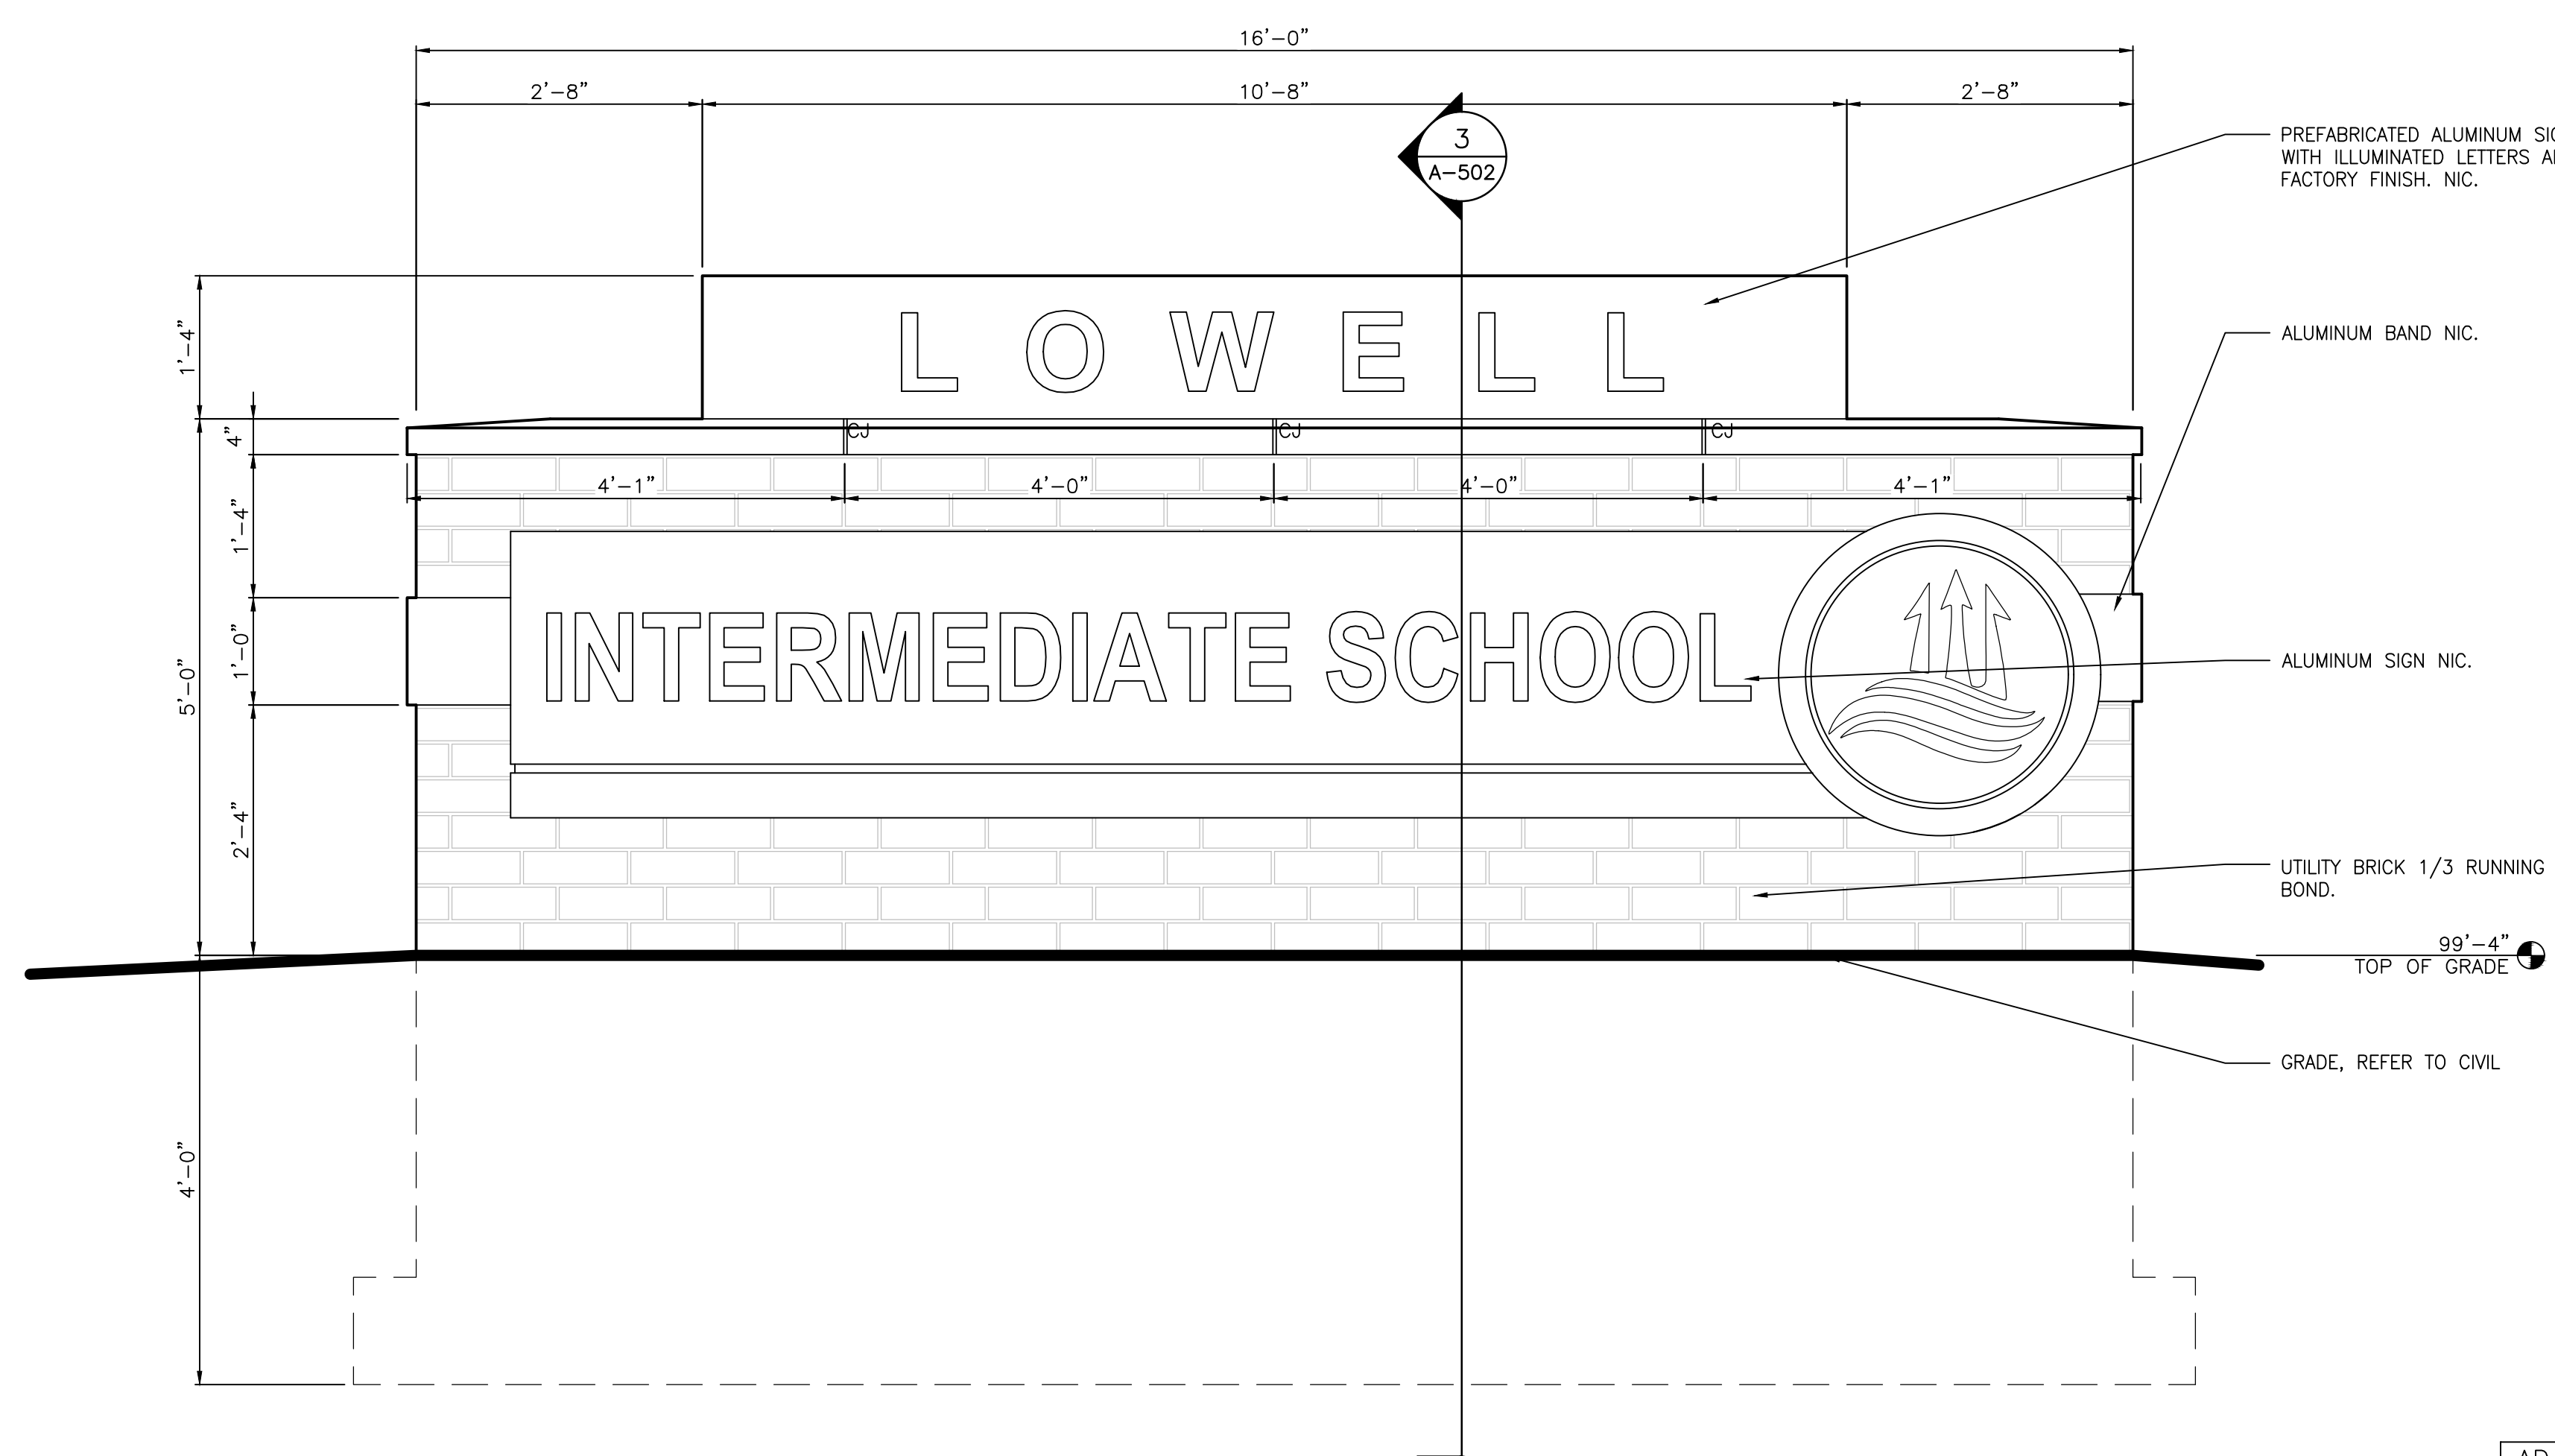 16'-0"
2'-8"
10'-8"
2'-8"
3
A-502
PREFABRICATED ALUMINUM
WITH ILLUMINATED LETTERS
FACTORY FINISH. NIC.
1'-4"
LOWELL
ALUMINUM BAND NIC.
4"
CJ
CJ
CJ
4'-1"
4'-0"
4'-0"
4'-1"
1'-4"
INTERMEDIATE SCHOOL
1'-0"
5'-0"
ALUMINUM SIGN NIC.
2'-4"
UTILITY BRICK 1/3 RUNNING
BOND.
99'-4"
TOP OF GRADE
GRADE, REFER TO CIVIL
4'-0"